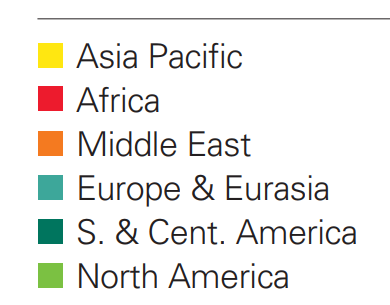 Asia Pacific
Africa
Middle East
Europe & Eurasia
S. & Cent. America
North America